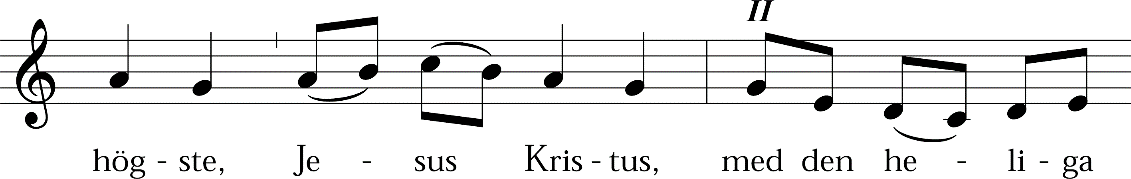 II
hög - ste, Je - sus Kris - tus, med den he - li - ga